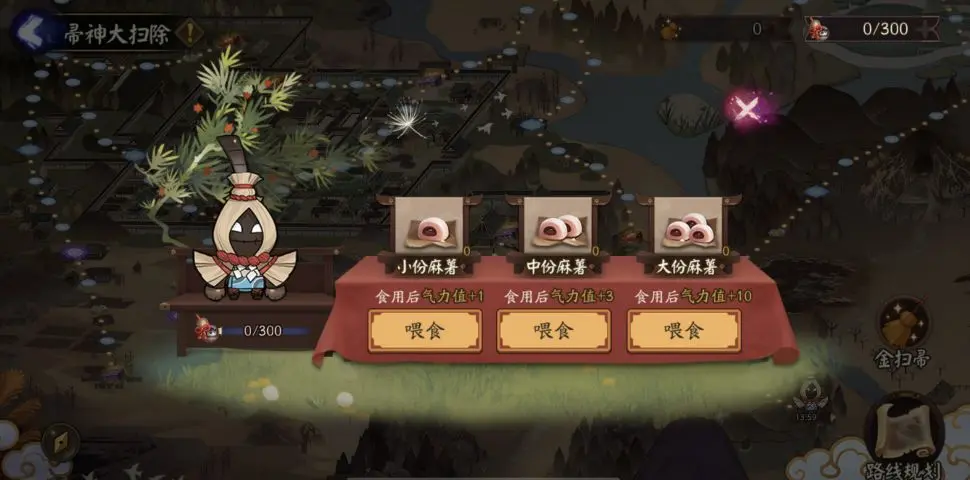 帚神大扫除
0
0/300
0
0
0
小份麻薯
中份麻薯
大份麻薯
食用后气力值+1
食用后气力值+3
食用后气力值+10
喂食
喂食
喂食
0/300
金扫帚
13:59
路线规划